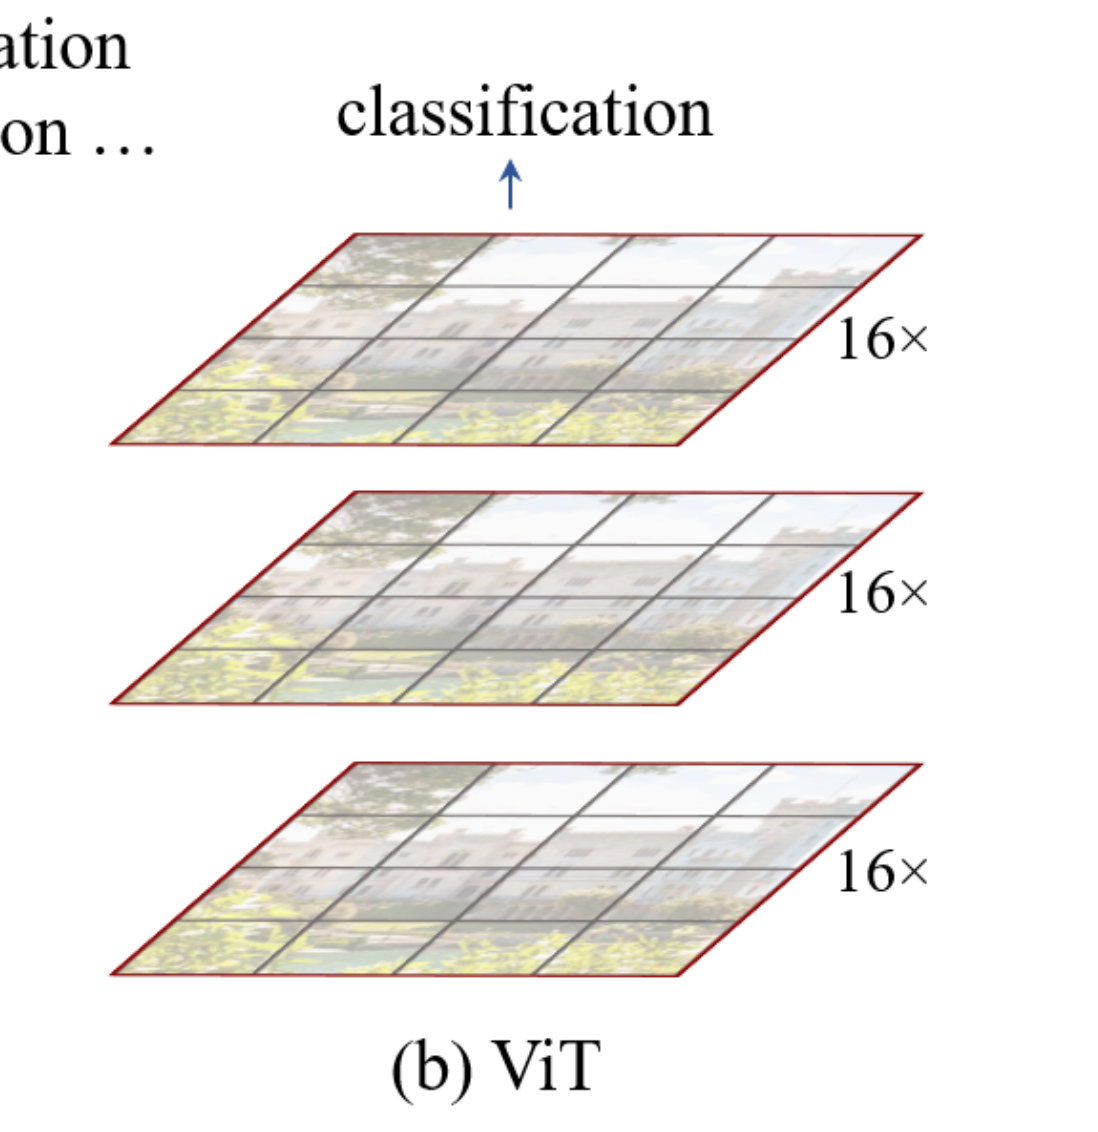 ation
on …
classification
16×
16×
16×
(b) ViT